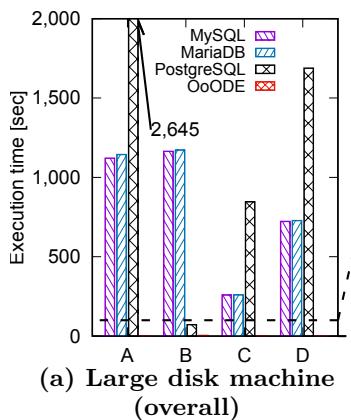 2,000
1,500
1,000
500
0
Execution time [sec]
MySQL
MariaDB
PostgreSQL
OoODE
2,645
A B C D
(a) Large disk machine
(overall)